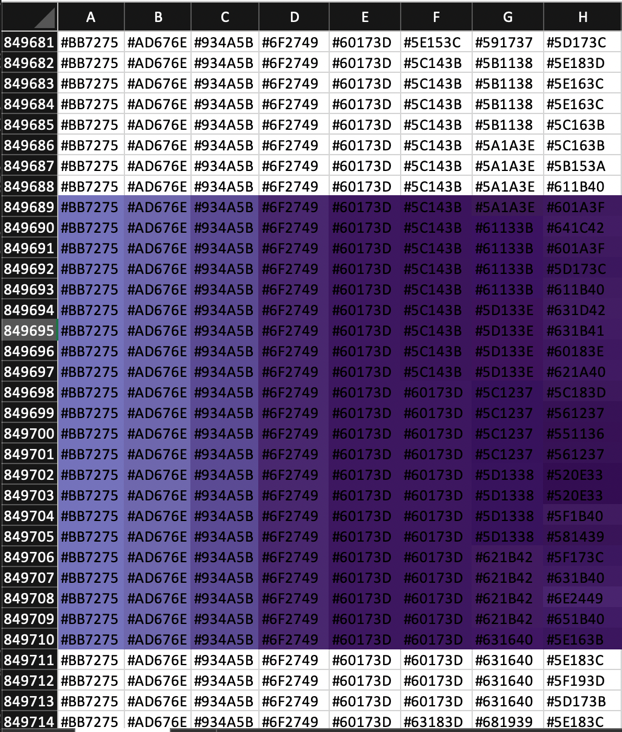 A B C D E F G H
849681 #BB7275 #AD676E #934A5B #6F2749 #60173D #5E153C #591737 #5D173C
849682 #BB7275 #AD676E #934A5B #6F2749 #60173D #5C143B #5B1138 #5E183D
849683 #BB7275 #AD676E #934A5B #6F2749 #60173D #5C143B #5B1138 #5E163C
849684 #BB7275 #AD676E #934A5B #6F2749 #60173D #5C143B #5B1138 #5E163C
849685 #BB7275 #AD676E #934A5B #6F2749 #60173D #5C143B #5B1138 #5C163B
849686 #BB7275 #AD676E #934A5B #6F2749 #60173D #5C143B #5A1A3E #5C163B
849687 #BB7275 #AD676E #934A5B #6F2749 #60173D #5C143B #5A1A3E #5B153A
849688 #BB7275 #AD676E #934A5B #6F2749 #60173D #5C143B #5A1A3E #611B40
849689 #BB7275 #AD676E #934A5B #6F2749 #60173D #5C143B #5A1A3E #601A3F
849690 #BB7275 #AD676E #934A5B #6F2749 #60173D #5C143B #61133B #641C42
849691 #BB7275 #AD676E #934A5B #6F2749 #60173D #5C143B #61133B #601A3F
849692 #BB7275 #AD676E #934A5B #6F2749 #60173D #5C143B #61133B #5D173C
849693 #BB7275 #AD676E #934A5B #6F2749 #60173D #5C143B #61133B #611B40
849694 #BB7275 #AD676E #934A5B #6F2749 #60173D #5C143B #5D133E #631D42
849695 #BB7275 #AD676E #934A5B #6F2749 #60173D #5C143B #5D133E #631B41
849696 #BB7275 #AD676E #934A5B #6F2749 #60173D #5C143B #5D133E #60183E
849697 #BB7275 #AD676E #934A5B #6F2749 #60173D #5C143B #5D133E #621A40
849698 #BB7275 #AD676E #934A5B #6F2749 #60173D #60173D #5C1237 #5C183D
849699 #BB7275 #AD676E #934A5B #6F2749 #60173D #60173D #5C1237 #561237
849700 #BB7275 #AD676E #934A5B #6F2749 #60173D #60173D #5C1237 #551136
849701 #BB7275 #AD676E #934A5B #6F2749 #60173D #60173D #5C1237 #561237
849702 #BB7275 #AD676E #934A5B #6F2749 #60173D #60173D #5D1338 #520E33
849703 #BB7275 #AD676E #934A5B #6F2749 #60173D #60173D #5D1338 #520E33
849704 #BB7275 #AD676E #934A5B #6F2749 #60173D #60173D #5D1338 #5F1B40
849705 #BB7275 #AD676E #934A5B #6F2749 #60173D #60173D #5D1338 #581439
849706 #BB7275 #AD676E #934A5B #6F2749 #60173D #60173D #621B42 #5F173C
849707 #BB7275 #AD676E #934A5B #6F2749 #60173D #60173D #621B42 #631B40
849708 #BB7275 #AD676E #934A5B #6F2749 #60173D #60173D #621B42 #6E2449
849709 #BB7275 #AD676E #934A5B #6F2749 #60173D #60173D #621B42 #651B40
849710 #BB7275 #AD676E #934A5B #6F2749 #60173D #60173D #631640 #5E163B
849711 #BB7275 #AD676E #934A5B #6F2749 #60173D #60173D #631640 #5E183C
849712 #BB7275 #AD676E #934A5B #6F2749 #60173D #60173D #631640 #5F193D
849713 #BB7275 #AD676E #934A5B #6F2749 #60173D #60173D #631640 #5D173B
849714 #BB7275 #AD676E #934A5B #6F2749 #60173D #63183D #681939 #5E183C